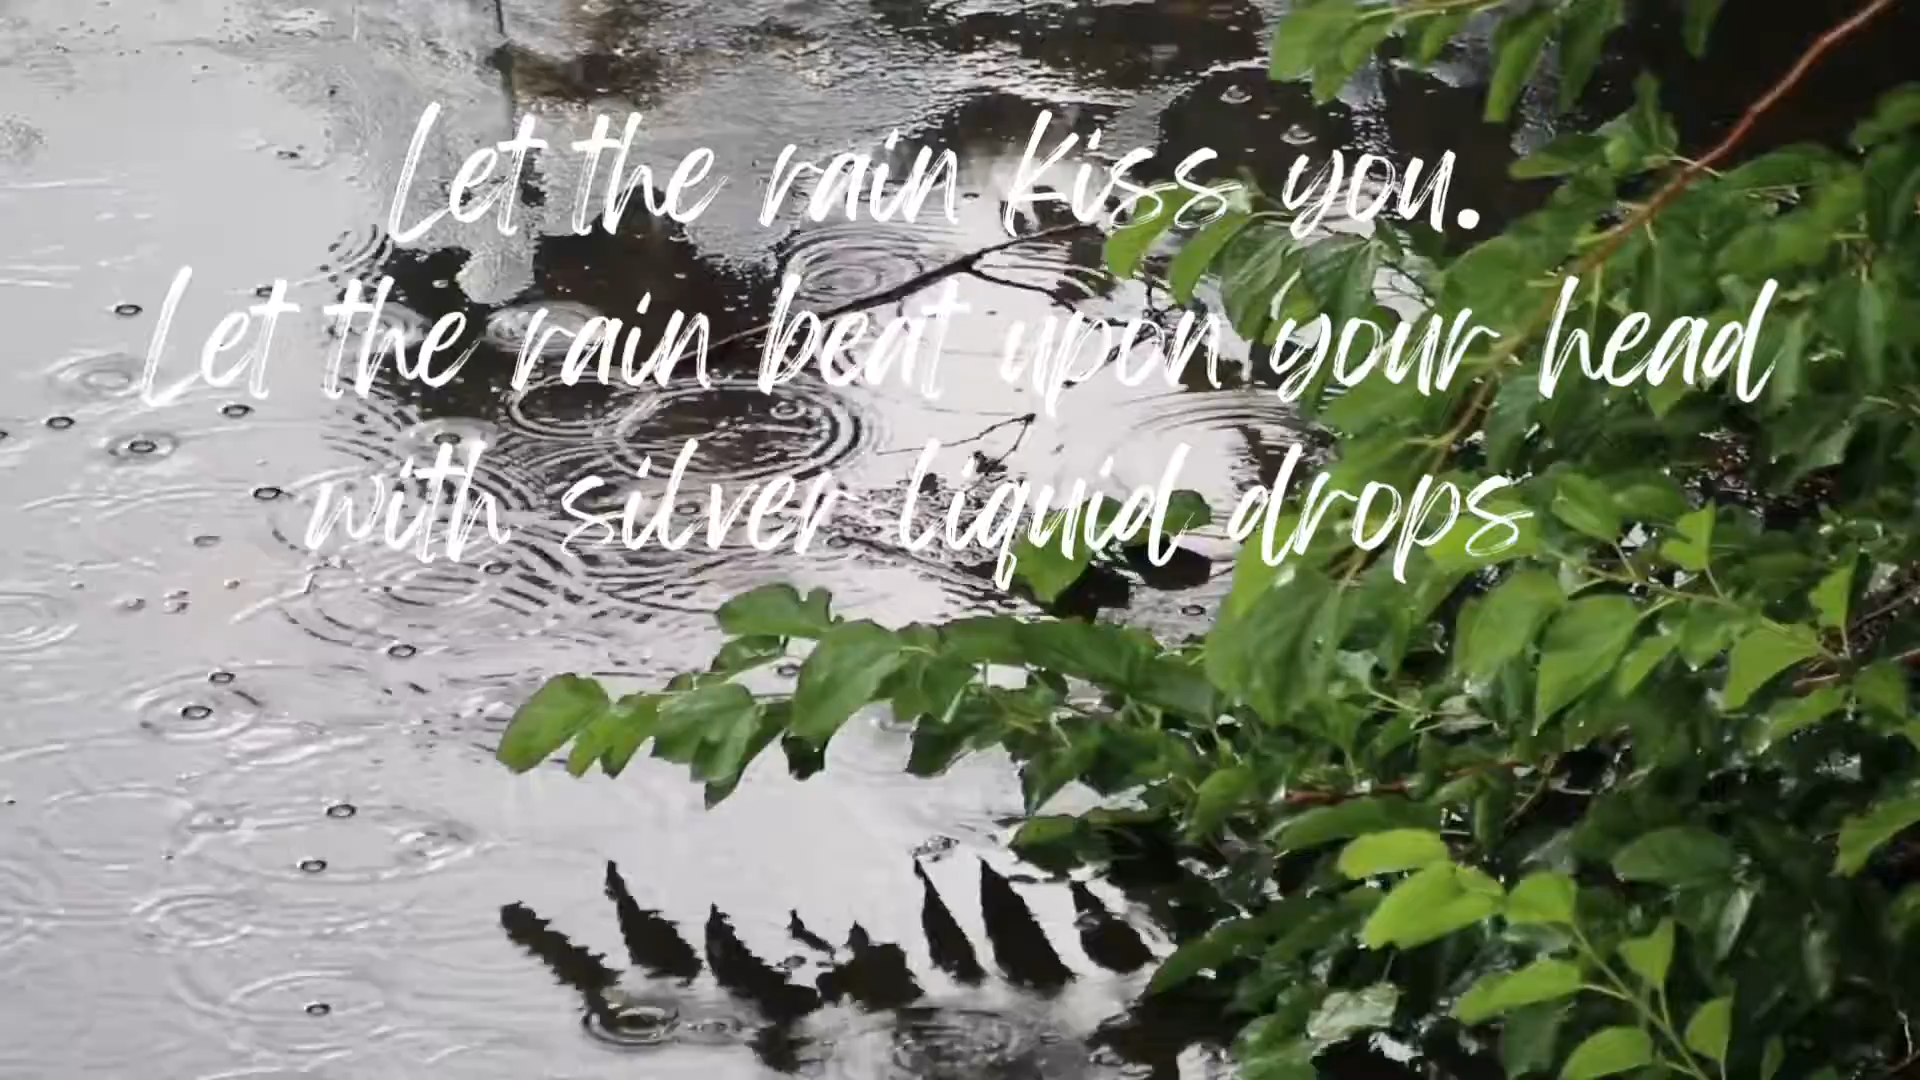 Let the rain kiss you.
Let the rain beat upon your head
with silver liquid drops